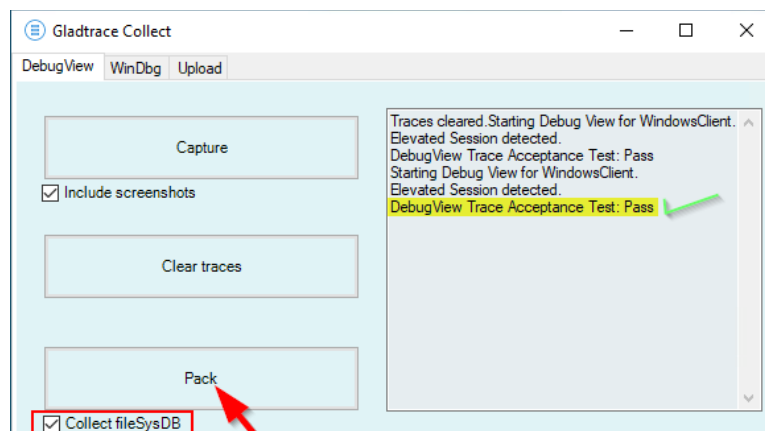 Gladtrace Collect
DebugView WinDbg Upload
Capture
Include screenshots
Clear traces
Pack
Collect fileSysDB
Traces cleared.Starting Debug View for WindowsClient.
Elevated Session detected.
DebugView Trace Acceptance Test: Pass
Starting Debug View for WindowsClient.
Elevated Session detected.
DebugView Trace Acceptance Test: Pass